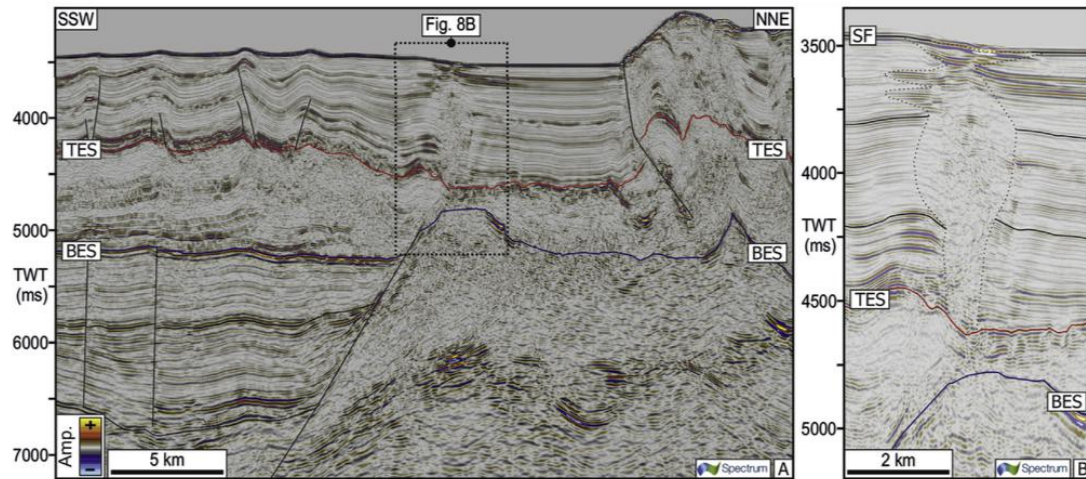 SSW
Fig. 8B
NNE
4000
TES
TES
5000
BES
BES
TWT
(ms)
6000
Amp.
+
-
7000
5 km
Spectrum
A
SF
3500
4000
TWT
(ms)
4500
TES
BES
5000
2 km
Spectrum
B